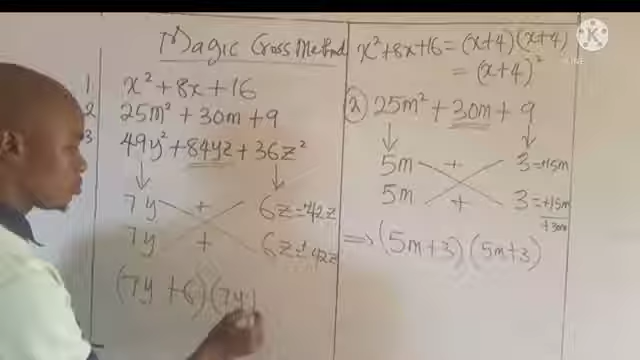 Magic Cross Method
1 x² + 8x + 16
2 25m² + 30m + 9
3 49y² + 84yz + 36z²
7y + 6z = 42z
7y + 6z ± 42z
(7y + 6)(7y
x² + 8x + 16 = (x+4)(x+4)
= (x+4)²
2) 25m² + 30m + 9
5m + 3 = +15m
5m + 3 = +15m
+30m
⇒ (5m+3)(5m+3)
K